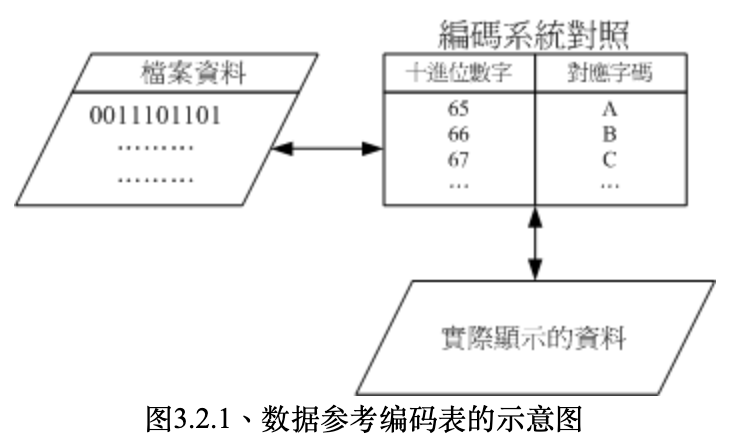 編碼系統對照
檔案資料
0011101101
………
………
十進位數字 對應字碼
65 A
66 B
67 C
... ...
實際顯示的資料
图3.2.1、数据参考编码表的示意图